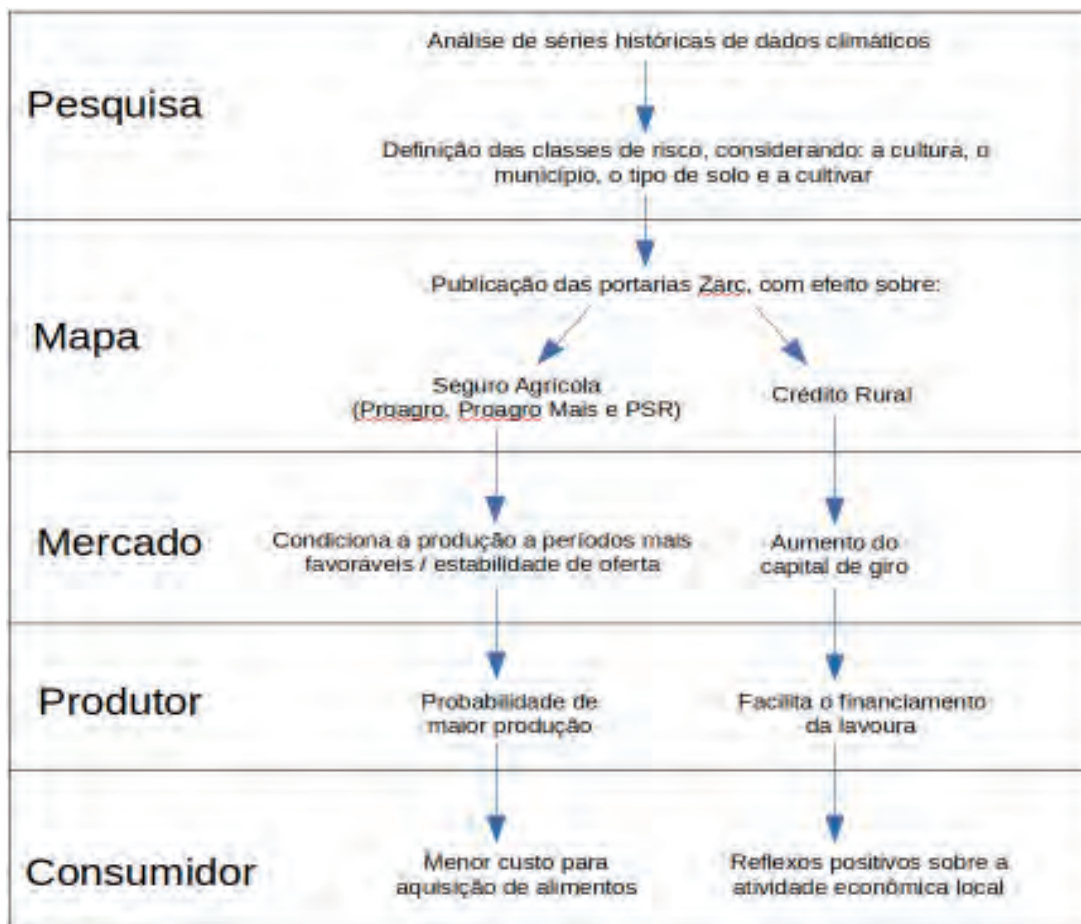 Pesquisa
Análise de séries históricas de dados climáticos
Definição das classes de risco, considerando: a cultura, o
município, o tipo de solo e a cultivar
Mapa
Publicação das portarias Zarc, com efeito sobre:
Seguro Agrícola
(Proagro, Proagro Mais e PSR)
Crédito Rural
Mercado
Condiciona a produção a períodos mais
favoráveis / estabilidade de oferta
Aumento do
capital de giro
Produtor
Probabilidade de
maior produção
Facilita o financiamento
da lavoura
Consumidor
Menor custo para
aquisição de alimentos
Reflexos positivos sobre a
atividade econômica local